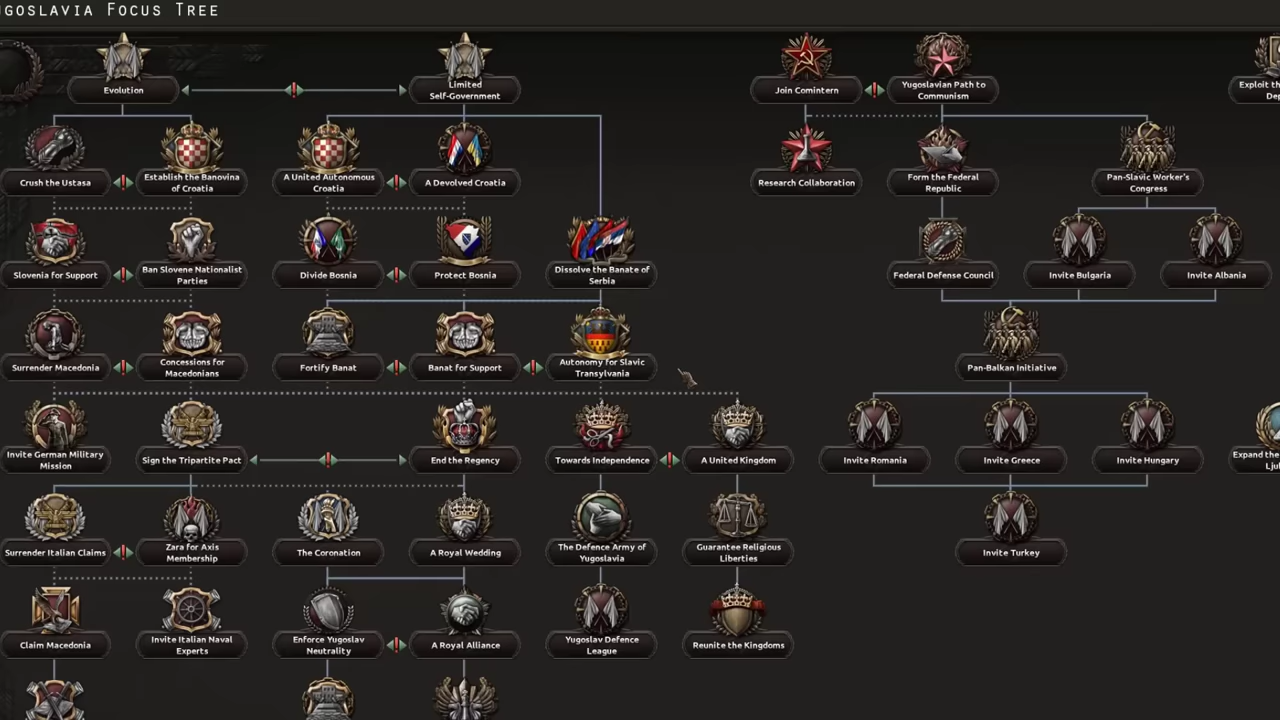 GOSLAVIA FOCUS TREE
Evolution
Limited
Self-Government
Join Comintern
Yugoslavian Path to
Communism
Exploit the
De
Crush the Ustasa
Establish the Banovina
of Croatia
A United Autonomous
Croatia
A Devolved Croatia
Research Collaboration
Form the Federal
Republic
Pan-Slavic Worker's
Congress
Slovenia for Support
Ban Slovene Nationalist
Parties
Divide Bosnia
Protect Bosnia
Dissolve the Banate of
Serbia
Federal Defense Council
Invite Bulgaria
Invite Albania
Surrender Macedonia
Concessions for
Macedonians
Fortify Banat
Banat for Support
Autonomy for Slavic
Transylvania
Pan-Balkan Initiative
Invite German Military
Mission
Sign the Tripartite Pact
End the Regency
Towards Independence
A United Kingdom
Invite Romania
Invite Greece
Invite Hungary
Expand the
Lju
Surrender Italian Claims
Zara for Axis
Membership
The Coronation
A Royal Wedding
The Defence Army of
Yugoslavia
Guarantee Religious
Liberties
Invite Turkey
Claim Macedonia
Invite Italian Naval
Experts
Enforce Yugoslav
Neutrality
A Royal Alliance
Yugoslav Defence
League
Reunite the Kingdoms